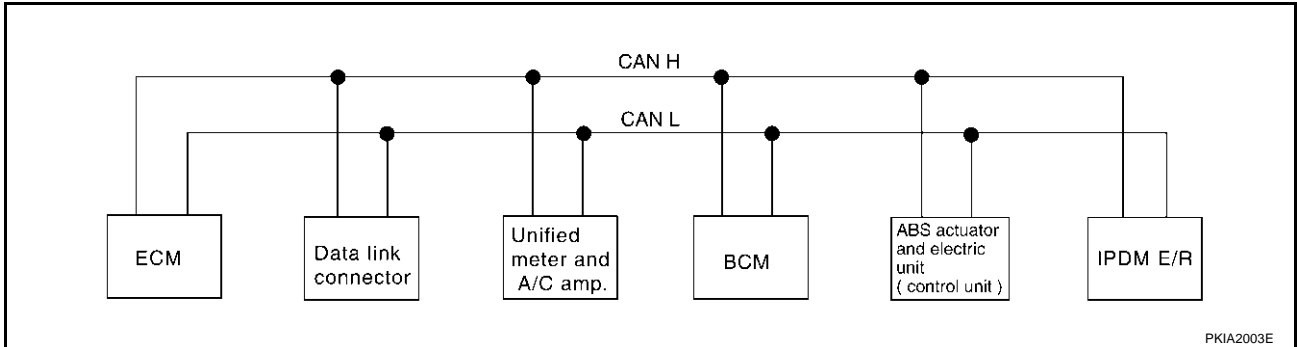 CAN H
CAN L
ECM
Data link
connector
Unified
meter and
A/C amp.
BCM
ABS actuator
and electric
unit
( control unit )
IPDM E/R
PKIA2003E